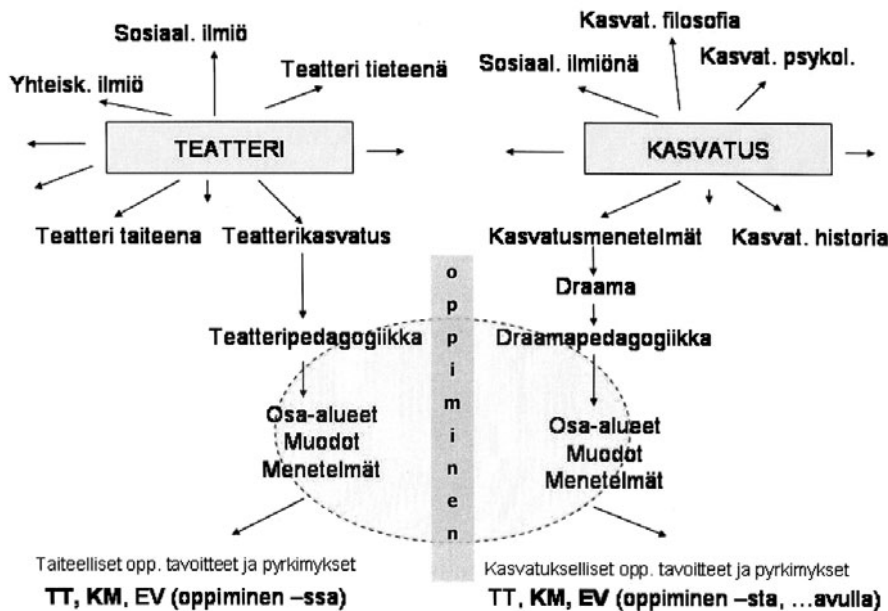 Sosiaal. ilmiö
Teatteri tieteenä
Yhteisk. ilmiö
TEATTERI
Teatteri taiteena
Teatterikasvatus
Teatteripedagogiikka
Osa-alueet
Muodot
Menetelmät
Taiteelliset opp. tavoitteet ja pyrkimykset
TT, KM, EV (oppiminen –ssa)
oppiminen
Kasvat. filosofia
Sosiaal. ilmiönä
Kasvat. psykol.
KASVATUS
Kasvatusmenetelmät
Kasvat. historia
Draama
Draamapedagogiikka
Osa-alueet
Muodot
Menetelmät
Kasvatukselliset opp. tavoitteet ja pyrkimykset
TT, KM, EV (oppiminen –sta, ...avulla)